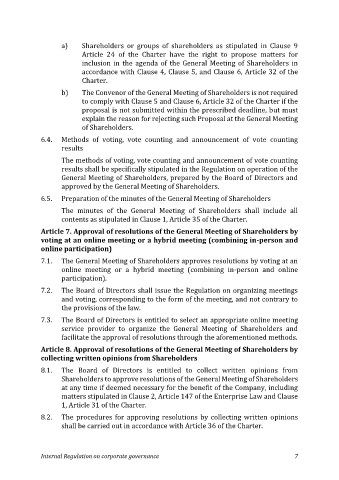 a) Shareholders or groups of shareholders as stipulated in Clause 9
Article 24 of the Charter have the right to propose matters for
inclusion in the agenda of the General Meeting of Shareholders in
accordance with Clause 4, Clause 5, and Clause 6, Article 32 of the
Charter.
b) The Convenor of the General Meeting of Shareholders is not required
to comply with Clause 5 and Clause 6, Article 32 of the Charter if the
proposal is not submitted within the prescribed deadline, but must
explain the reason for rejecting such Proposal at the General Meeting
of Shareholders.
6.4. Methods of voting, vote counting and announcement of vote counting
results
The methods of voting, vote counting and announcement of vote counting
results shall be specifically stipulated in the Regulation on operation of the
General Meeting of Shareholders, prepared by the Board of Directors and
approved by the General Meeting of Shareholders.
6.5. Preparation of the minutes of the General Meeting of Shareholders
The minutes of the General Meeting of Shareholders shall include all
contents as stipulated in Clause 1, Article 35 of the Charter.
Article 7. Approval of resolutions of the General Meeting of Shareholders by
voting at an online meeting or a hybrid meeting (combining in-person and
online participation)
7.1. The General Meeting of Shareholders approves resolutions by voting at an
online meeting or a hybrid meeting (combining in-person and online
participation).
7.2. The Board of Directors shall issue the Regulation on organizing meetings
and voting, corresponding to the form of the meeting, and not contrary to
the provisions of the law.
7.3. The Board of Directors is entitled to select an appropriate online meeting
service provider to organize the General Meeting of Shareholders and
facilitate the approval of resolutions through the aforementioned methods.
Article 8. Approval of resolutions of the General Meeting of Shareholders by
collecting written opinions from Shareholders
8.1. The Board of Directors is entitled to collect written opinions from
Shareholders to approve resolutions of the General Meeting of Shareholders
at any time if deemed necessary for the benefit of the Company, including
matters stipulated in Clause 2, Article 147 of the Enterprise Law and Clause
1, Article 31 of the Charter.
8.2. The procedures for approving resolutions by collecting written opinions
shall be carried out in accordance with Article 36 of the Charter.
Internal Regulation on corporate governance 7